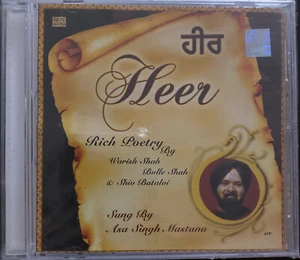 ਹੀਰ
Heer
Rich Poetry
By
Warish Shah
Bulle Shah
& Shiv Batalvi
Sung By
Asa Singh Mastana